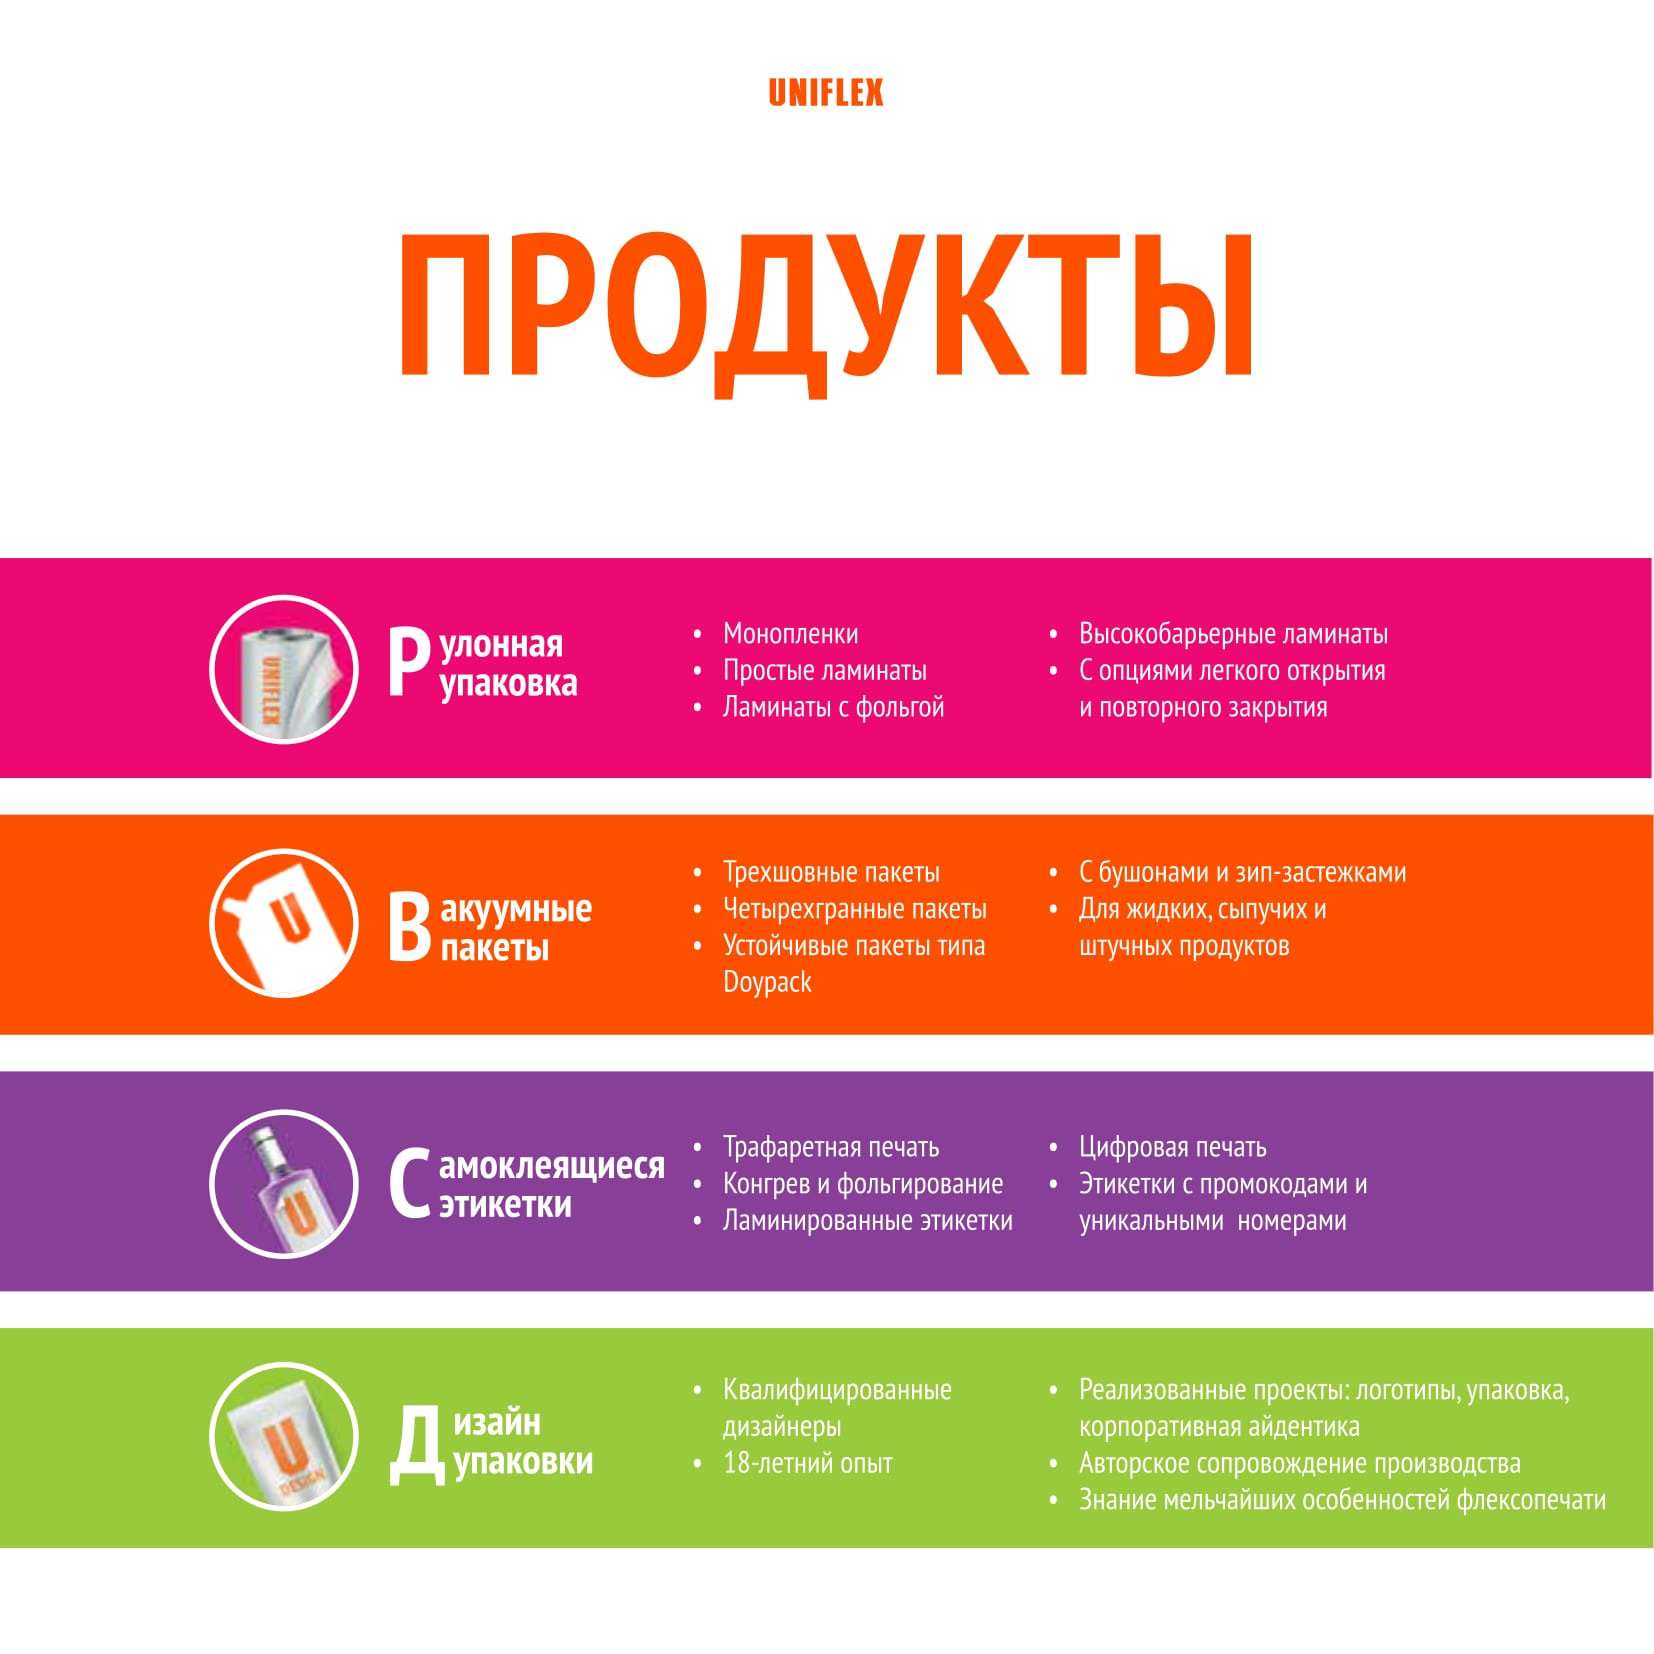 UNIFLEX
ПРОДУКТЫ
UNIFLEX
Рулонная
упаковка
• Монопленки
• Простые ламинаты
• Ламинаты с фольгой
• Высокобарьерные ламинаты
• С опциями легкого открытия
и повторного закрытия
U
Вакуумные
пакеты
• Трехшовные пакеты
• Четырехгранные пакеты
• Устойчивые пакеты типа
Doypack
• С бушонами и зип-застежками
• Для жидких, сыпучих и
штучных продуктов
U
Самоклеящиеся
этикетки
• Трафаретная печать
• Конгрев и фольгирование
• Ламинированные этикетки
• Цифровая печать
• Этикетки с промокодами и
уникальными номерами
U
DESIGN
Дизайн
упаковки
• Квалифицированные
дизайнеры
• 18-летний опыт
• Реализованные проекты: логотипы, упаковка,
корпоративная айдентика
• Авторское сопровождение производства
• Знание мельчайших особенностей флексопечати